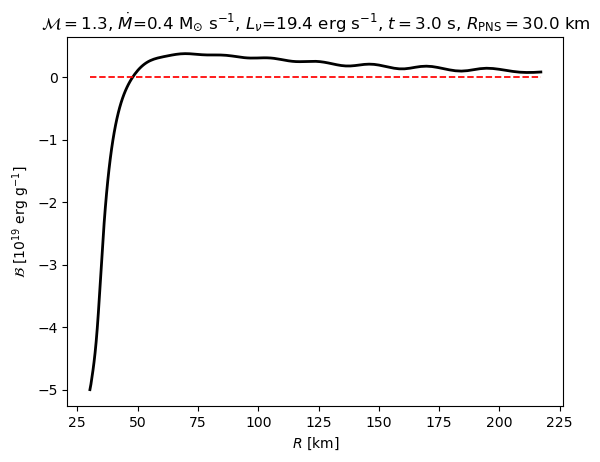 ℳ = 1.3, Ṁ=0.4 M⊙ s⁻¹, Lν=19.4 erg s⁻¹, t = 3.0 s, R_PNS = 30.0 km
0
−1
−2
−3
−4
−5
ℬ [10¹⁹ erg g⁻¹]
25 50 75 100 125 150 175 200 225
R [km]